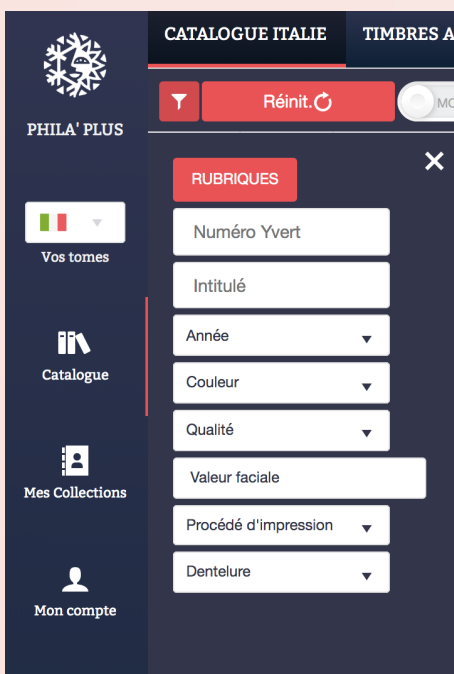 CATALOGUE ITALIE
TIMBRES A
Réinit.
MO
PHILA' PLUS
RUBRIQUES
Numéro Yvert
Vos tomes
Intitulé
Année
Catalogue
Couleur
Qualité
Valeur faciale
Mes Collections
Procédé d'impression
Dentelure
Mon compte